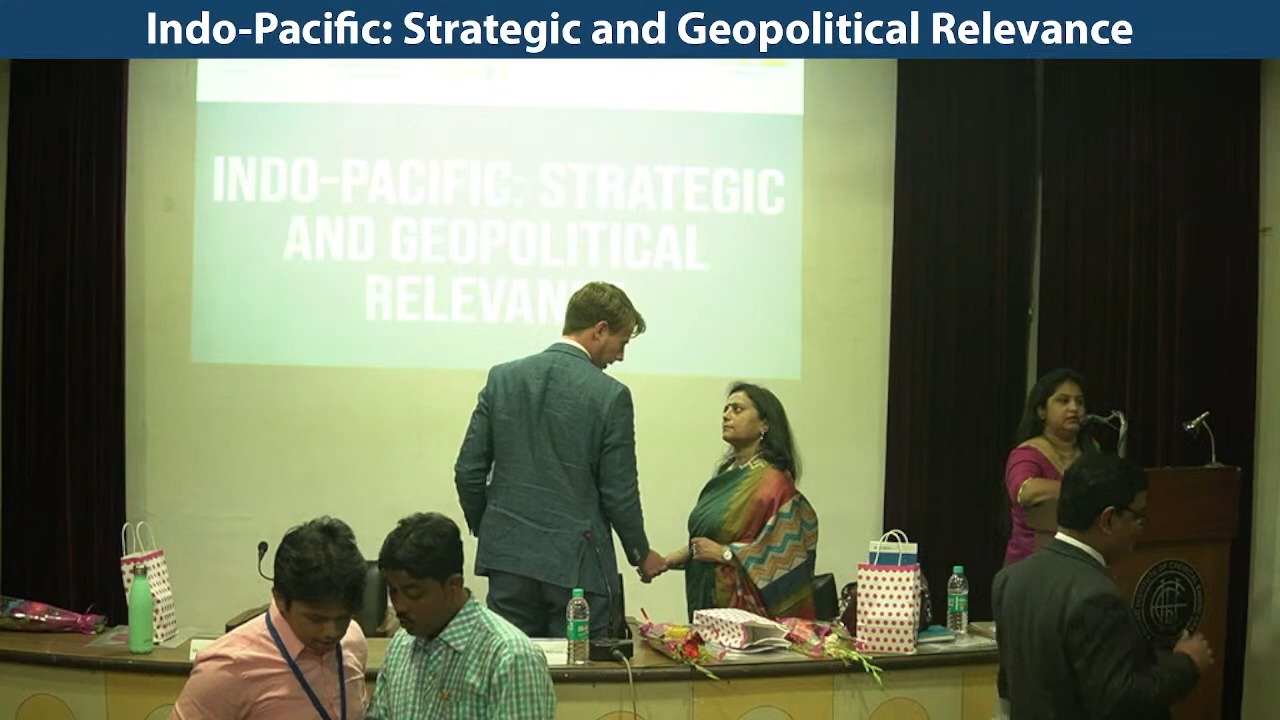 Indo-Pacific: Strategic and Geopolitical Relevance
INDO-PACIFIC: STRATEGIC
AND GEOPOLITICAL